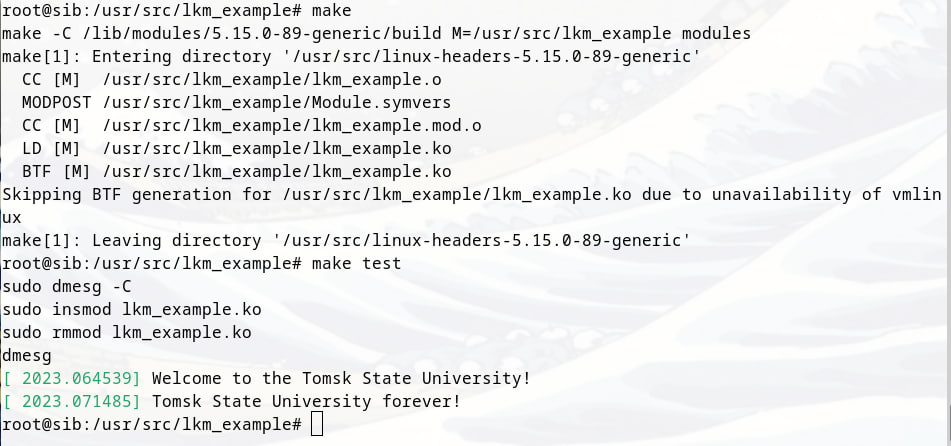 root@sib:/usr/src/lkm_example# make
make -C /lib/modules/5.15.0-89-generic/build M=/usr/src/lkm_example modules
make[1]: Entering directory '/usr/src/linux-headers-5.15.0-89-generic'
  CC [M]  /usr/src/lkm_example/lkm_example.o
  MODPOST /usr/src/lkm_example/Module.symvers
  CC [M]  /usr/src/lkm_example/lkm_example.mod.o
  LD [M]  /usr/src/lkm_example/lkm_example.ko
  BTF [M] /usr/src/lkm_example/lkm_example.ko
Skipping BTF generation for /usr/src/lkm_example/lkm_example.ko due to unavailability of vmlin
ux
make[1]: Leaving directory '/usr/src/linux-headers-5.15.0-89-generic'
root@sib:/usr/src/lkm_example# make test
sudo dmesg -C
sudo insmod lkm_example.ko
sudo rmmod lkm_example.ko
dmesg
[ 2023.064539] Welcome to the Tomsk State University!
[ 2023.071485] Tomsk State University forever!
root@sib:/usr/src/lkm_example#